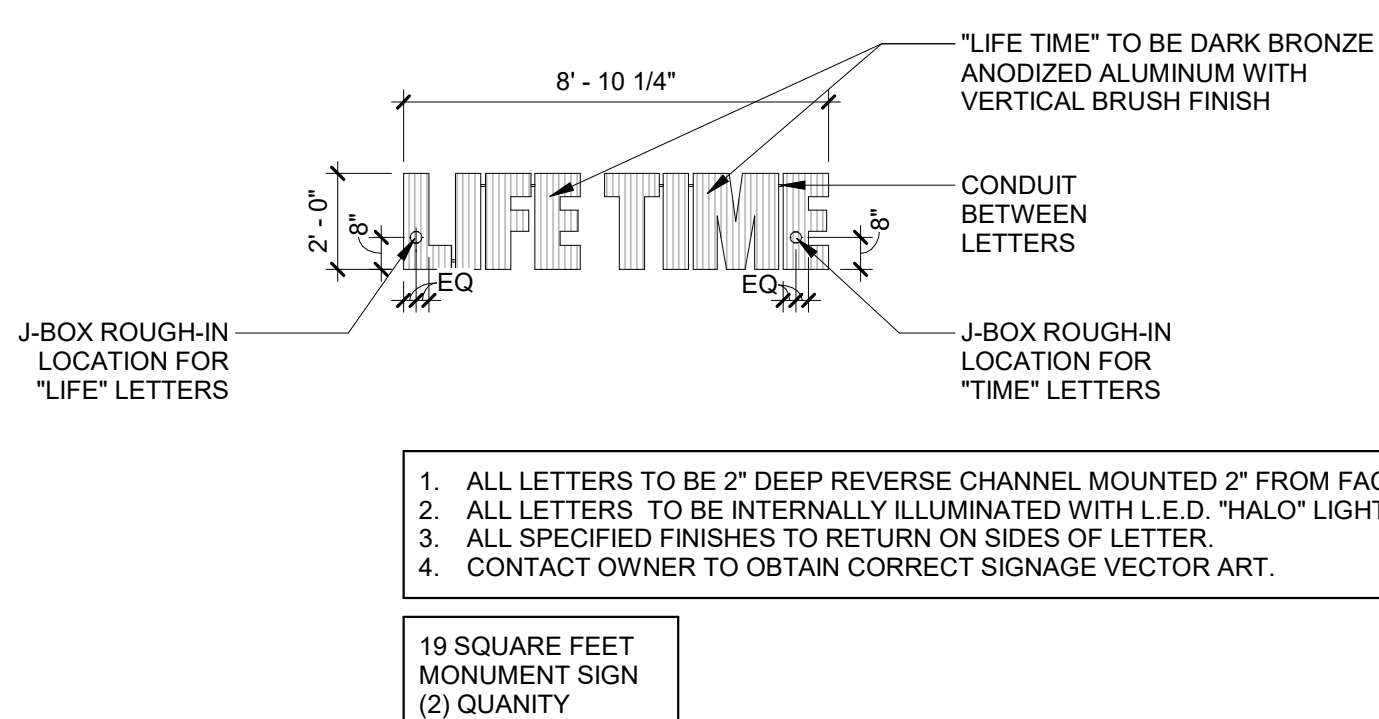 "LIFE TIME" TO BE DARK BRONZE
ANODIZED ALUMINUM WITH
VERTICAL BRUSH FINISH
8' - 10 1/4"
2' - 0"
8"
LIFE TIME
8"
CONDUIT
BETWEEN
LETTERS
EQ
EQ
J-BOX ROUGH-IN
LOCATION FOR
"LIFE" LETTERS
J-BOX ROUGH-IN
LOCATION FOR
"TIME" LETTERS
1. ALL LETTERS TO BE 2" DEEP REVERSE CHANNEL MOUNTED 2" FROM FAC
2. ALL LETTERS TO BE INTERNALLY ILLUMINATED WITH L.E.D. "HALO" LIGHT
3. ALL SPECIFIED FINISHES TO RETURN ON SIDES OF LETTER.
4. CONTACT OWNER TO OBTAIN CORRECT SIGNAGE VECTOR ART.
19 SQUARE FEET
MONUMENT SIGN
(2) QUANITY